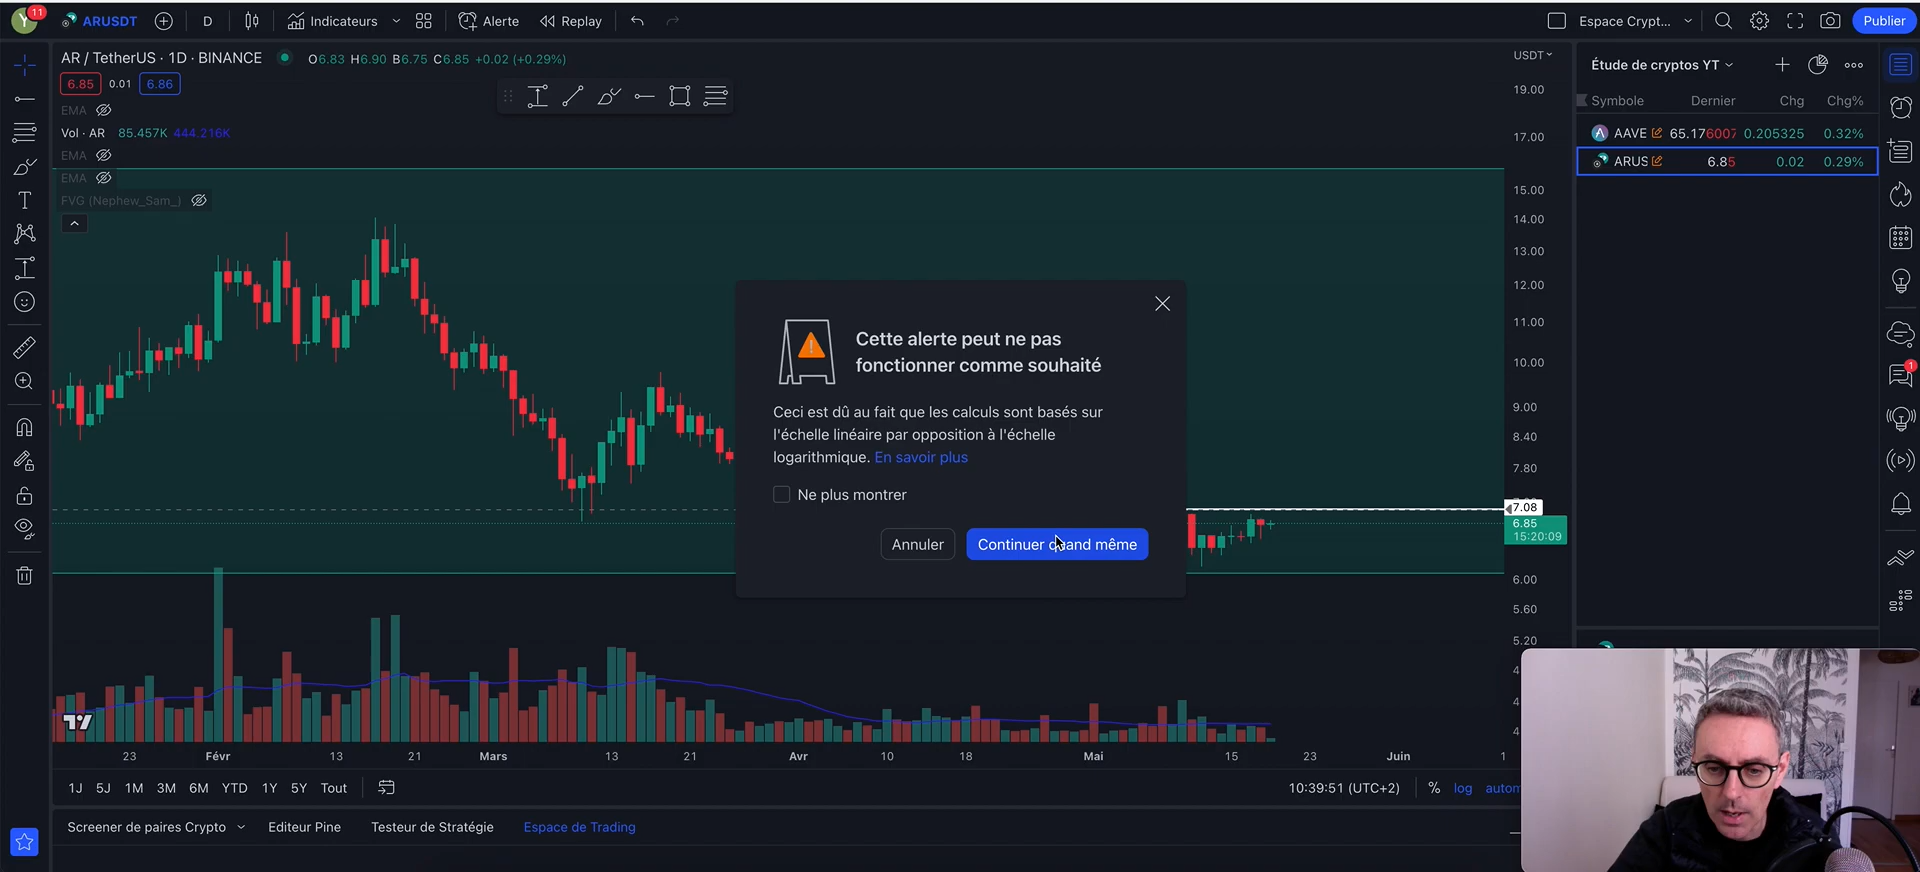 Y 11 ARUSDT D Indicateurs Alerte Replay Espace Crypt... Publier
AR / TetherUS · 1D · BINANCE O6.83 H6.90 B6.75 C6.85 +0.02 (+0.29%)
6.85 0.01 6.86
EMA
Vol · AR 85.457K 444.216K
EMA
EMA
FVG (Nephew_Sam_)
USDT
19.00
17.00
15.00
14.00
13.00
12.00
11.00
10.00
9.00
8.40
7.80
7.08
6.85
15:20:09
6.00
5.60
5.20
4
4
4
Étude de cryptos YT
Symbole Dernier Chg Chg%
AAVE 65.176007 0.205325 0.32%
ARUS 6.85 0.02 0.29%
1
Cette alerte peut ne pas
fonctionner comme souhaité
Ceci est dû au fait que les calculs sont basés sur
l'échelle linéaire par opposition à l'échelle
logarithmique. En savoir plus
Ne plus montrer
Annuler Continuer quand même
23 Févr 13 21 Mars 13 21 Avr 10 18 Mai 15 23 Juin 1
1J 5J 1M 3M 6M YTD 1Y 5Y Tout 10:39:51 (UTC+2) % log autom
Screener de paires Crypto Editeur Pine Testeur de Stratégie Espace de Trading